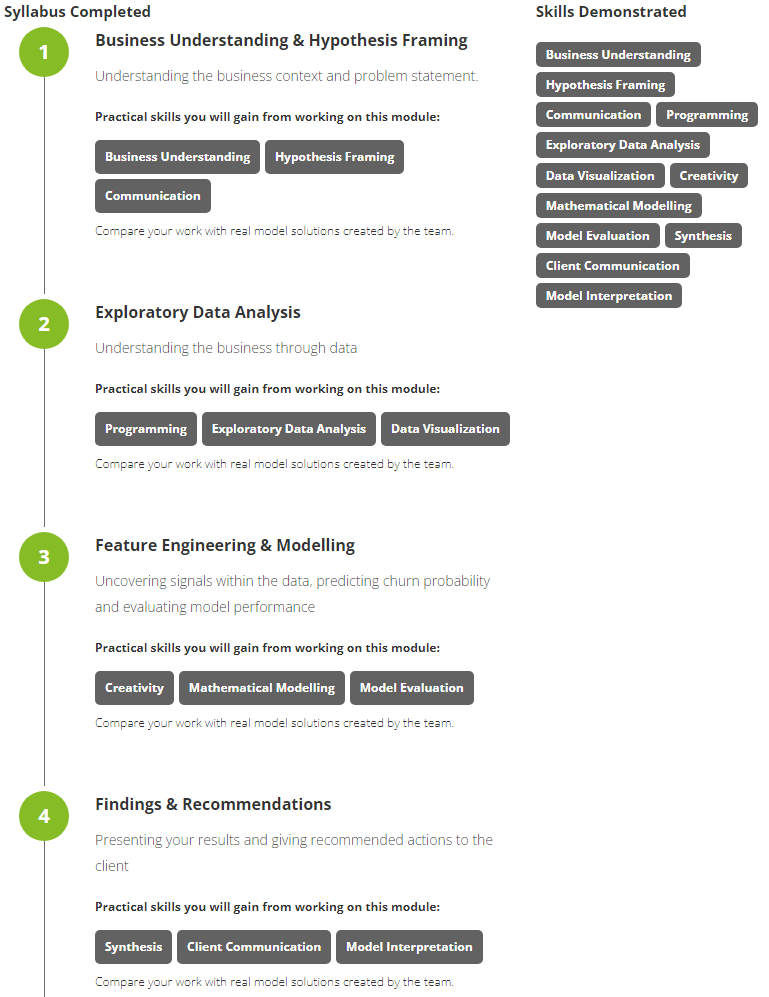 Syllabus Completed
1
Business Understanding & Hypothesis Framing
Understanding the business context and problem statement.
Practical skills you will gain from working on this module:
Business Understanding
Hypothesis Framing
Communication
Compare your work with real model solutions created by the team.
2
Exploratory Data Analysis
Understanding the business through data
Practical skills you will gain from working on this module:
Programming
Exploratory Data Analysis
Data Visualization
Compare your work with real model solutions created by the team.
3
Feature Engineering & Modelling
Uncovering signals within the data, predicting churn probability
and evaluating model performance
Practical skills you will gain from working on this module:
Creativity
Mathematical Modelling
Model Evaluation
Compare your work with real model solutions created by the team.
4
Findings & Recommendations
Presenting your results and giving recommended actions to the
client
Practical skills you will gain from working on this module:
Synthesis
Client Communication
Model Interpretation
Compare your work with real model solutions created by the team.
Skills Demonstrated
Business Understanding
Hypothesis Framing
Communication
Programming
Exploratory Data Analysis
Data Visualization
Creativity
Mathematical Modelling
Model Evaluation
Synthesis
Client Communication
Model Interpretation